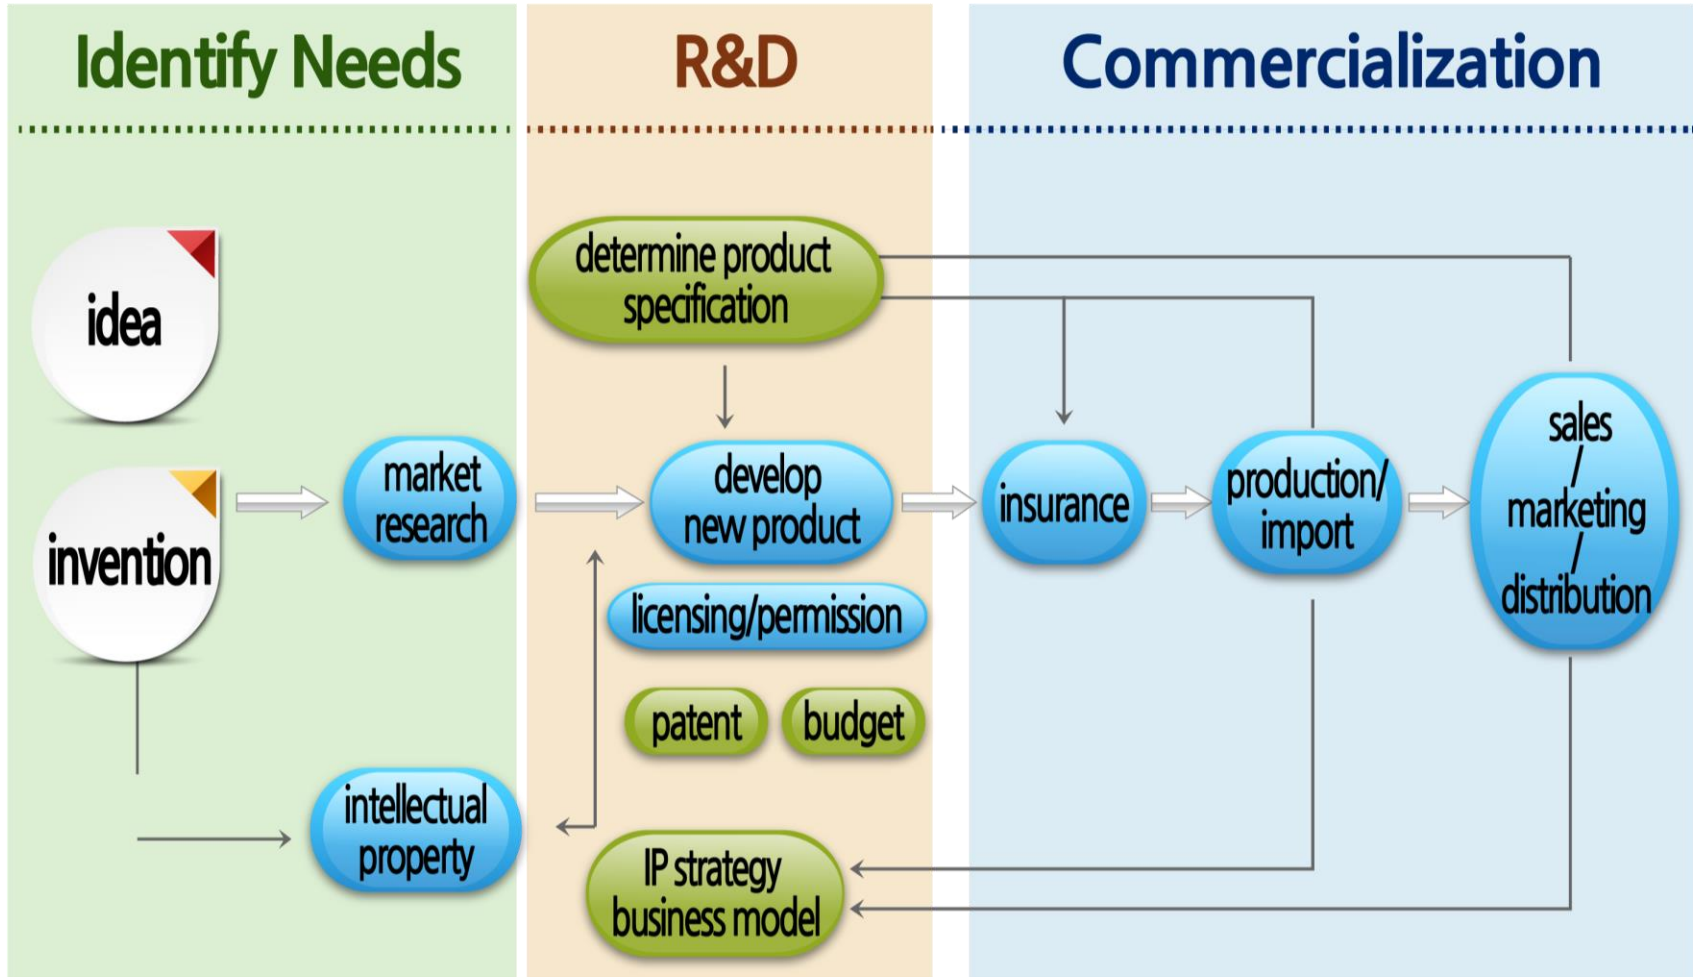 Identify Needs
R&D
Commercialization
idea
invention
market
research
intellectual
property
determine product
specification
develop
new product
licensing/permission
patent
budget
IP strategy
business model
insurance
production/
import
sales
/
marketing
/
distribution